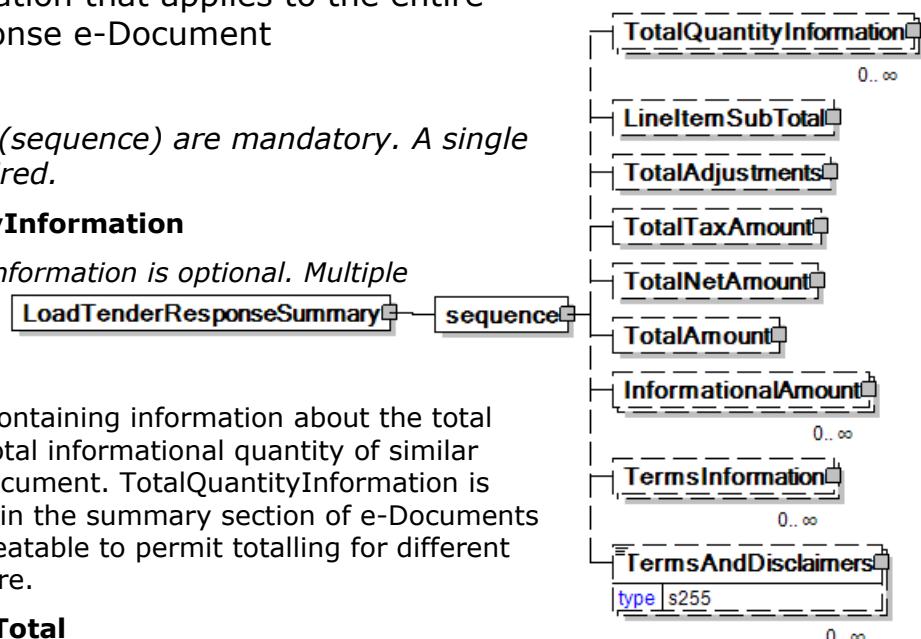 ation that applies to the entire
onse e-Document
(sequence) are mandatory. A single
red.
yInformation
nformation is optional. Multiple
ontaining information about the total
otal informational quantity of similar
cument. TotalQuantityInformation is
in the summary section of e-Documents
eatable to permit totalling for different
re.
Total
LoadTenderResponseSummary
sequence
TotalQuantityInformation
0.. ∞
LineItemSubTotal
TotalAdjustments
TotalTaxAmount
TotalNetAmount
TotalAmount
InformationalAmount
0.. ∞
TermsInformation
0.. ∞
TermsAndDisclaimers
type s255
0.. ∞